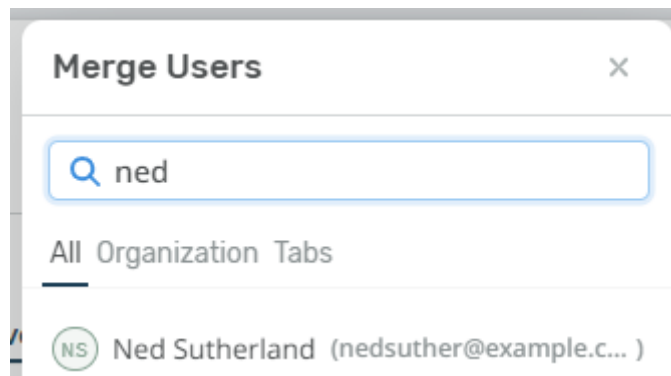 Merge Users
ned
All Organization Tabs
NS Ned Sutherland (nedsuther@example.c... )